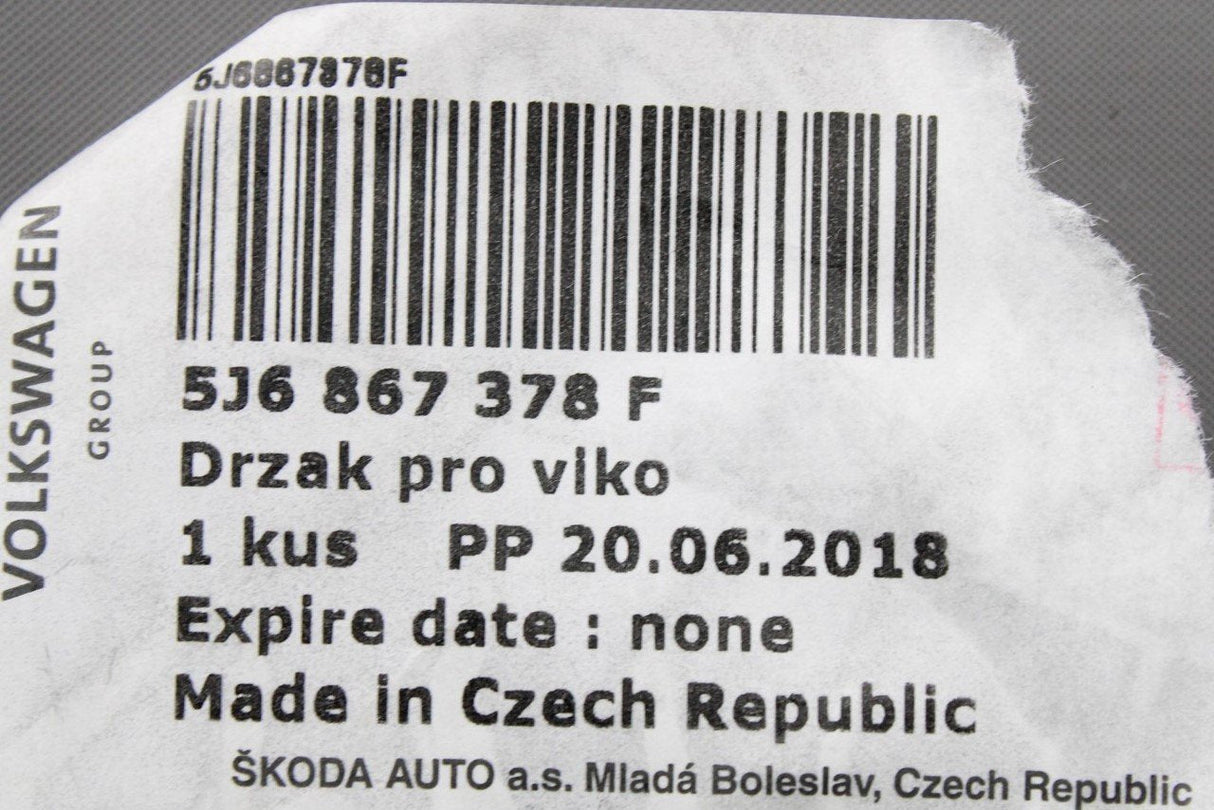 5J6867378F
5J6 867 378 F
Drzak pro viko
1 kus PP 20.06.2018
Expire date : none
Made in Czech Republic
ŠKODA AUTO a.s. Mladá Boleslav, Czech Republic
VOLKSWAGEN
GROUP